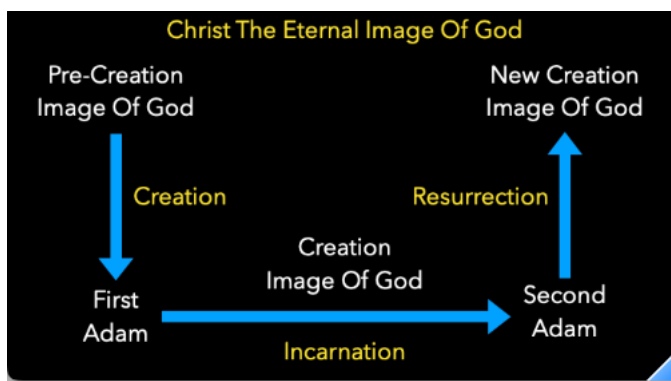 Christ The Eternal Image Of God
Pre-Creation
Image Of God
New Creation
Image Of God
Creation
Resurrection
Creation
Image Of God
First
Adam
Second
Adam
Incarnation